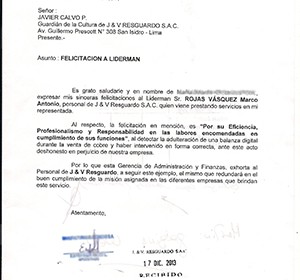 Señor :
JAVIER CALVO P.
Guardián de la Cultura de J & V RESGUARDO S.A.C.
Av. Guillermo Prescott N° 308 San Isidro - Lima
Presente.-
Asunto : FELICITACION A LIDERMAN
Es grato saludarle y en nombre de
expresar mis sinceras felicitaciones al Liderman Sr. ROJAS VÁSQUEZ Marco
Antonio, personal de J & V Resguardo S.A.C. quien viene prestando servicios en mi
representada.
Al respecto, la felicitación en mención, es "Por su Eficiencia,
Profesionalismo y Responsabilidad en las labores encomendadas en
cumplimiento de sus funciones", al detectar la adulteración de una balanza digital
durante la venta de cobre y haber intervenido en forma correcta, ante este acto
deshonesto en perjuicio de nuestra empresa.
Por lo que esta Gerencia de Administración y Finanzas, exhorta al
Personal de J & V Resguardo, a seguir este ejemplo, el mismo que redundará en el
buen cumplimiento de la misión asignada en las diferentes empresas que brindan
este servicio.
Atentamente,
J & V RESGUARDO S.A.C
17 DIC. 2013
RECIBIDO